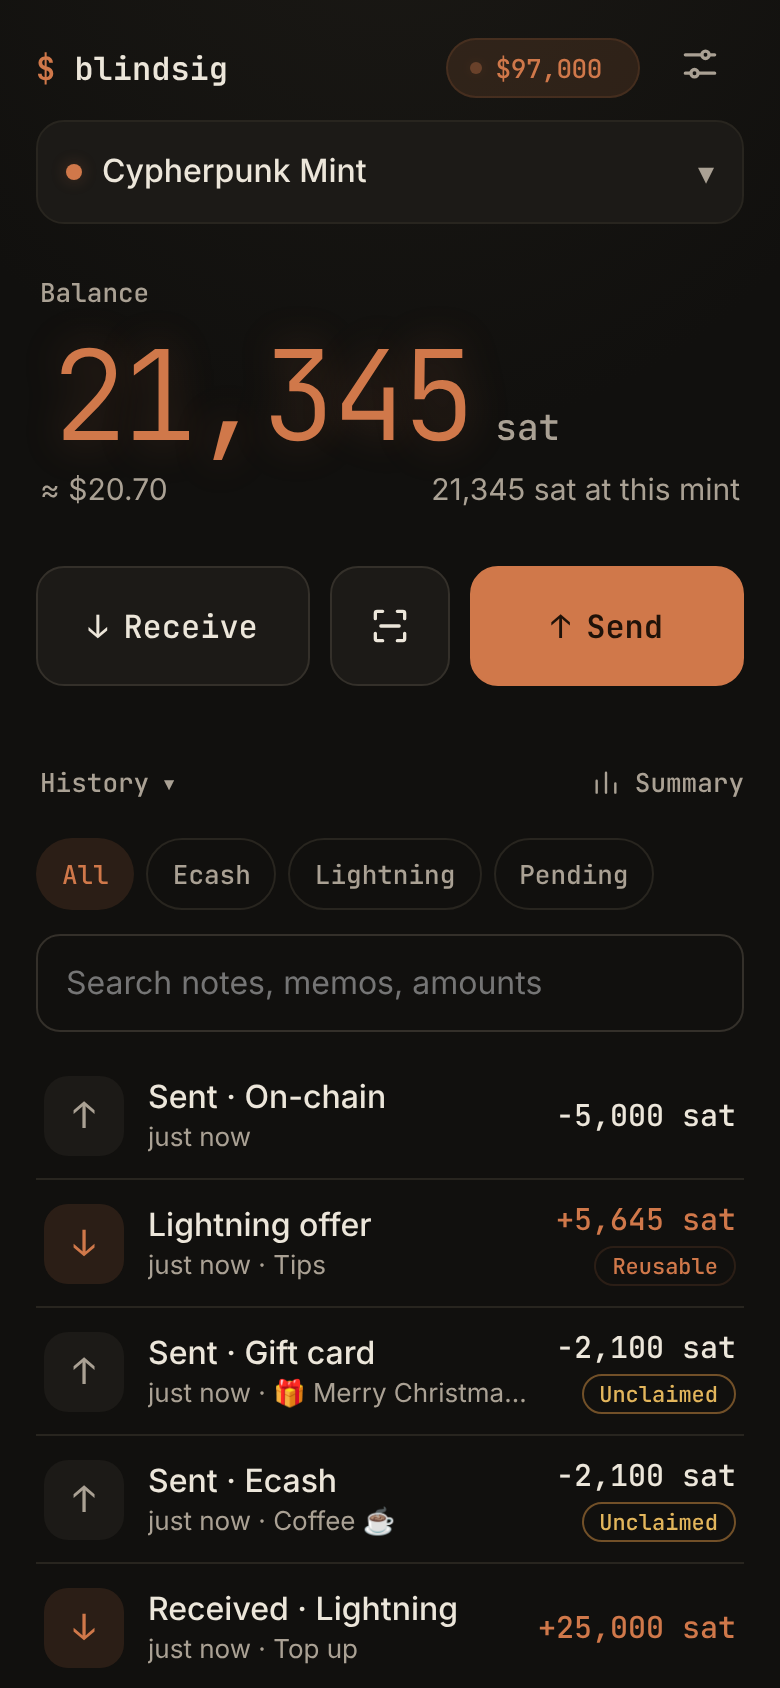 $ blindsig
$97,000
Cypherpunk Mint ▼
Balance
21,345 sat
≈ $20.70
21,345 sat at this mint
↓ Receive
↑ Send
History ▼
Summary
All
Ecash
Lightning
Pending
Search notes, memos, amounts
↑ Sent · On-chain
-5,000 sat
just now
↓ Lightning offer
+5,645 sat
just now · Tips
Reusable
↑ Sent · Gift card
-2,100 sat
just now · 🎁 Merry Christma...
Unclaimed
↑ Sent · Ecash
-2,100 sat
just now · Coffee ☕
Unclaimed
↓ Received · Lightning
+25,000 sat
just now · Top up